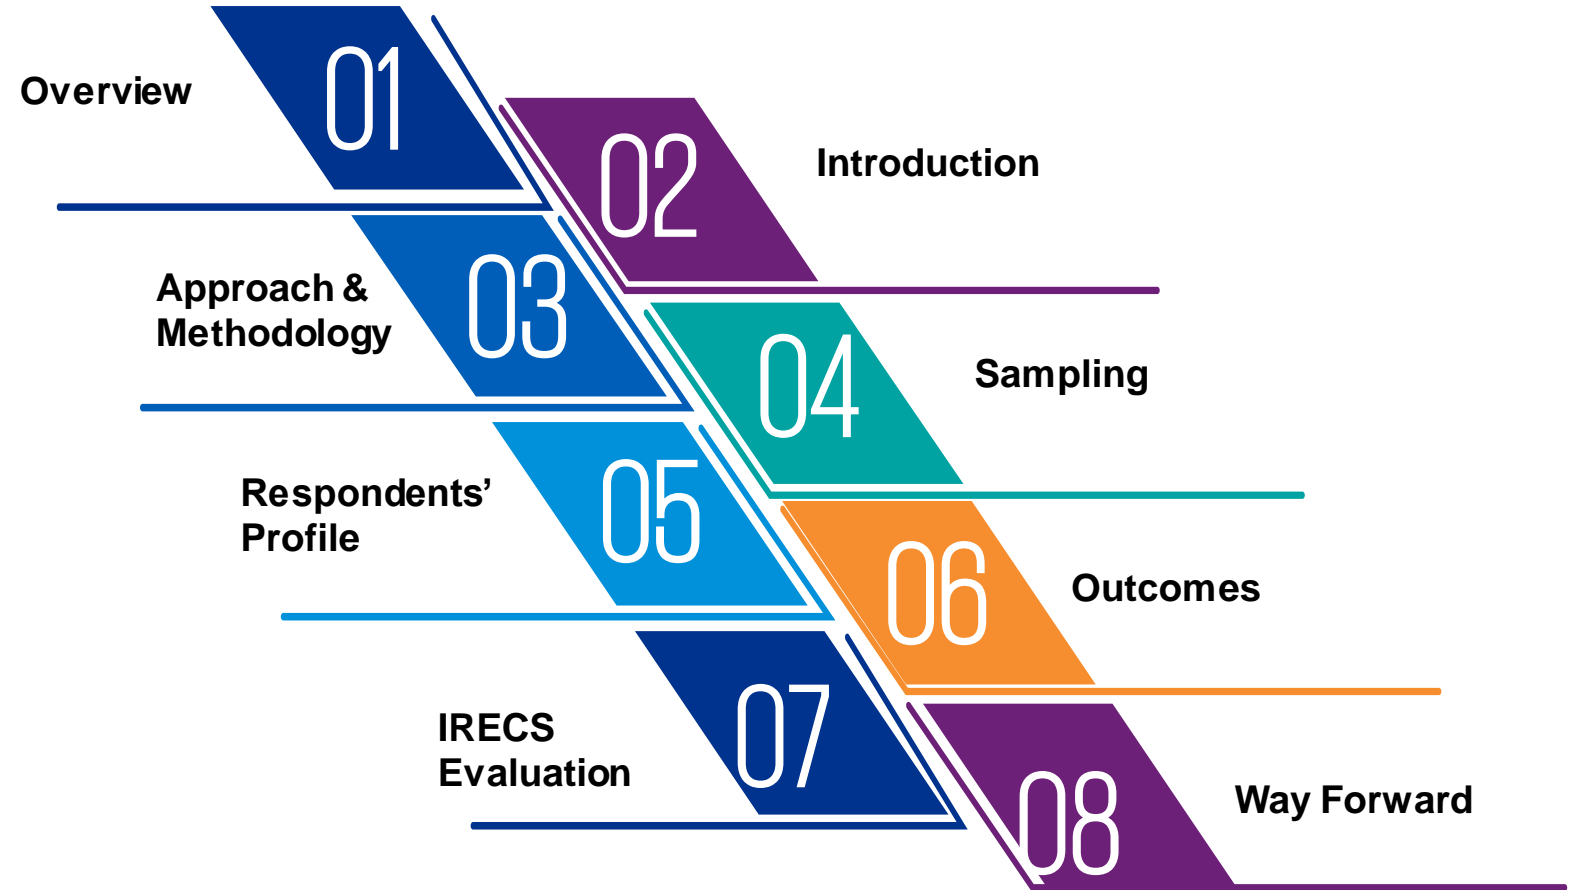 01
Overview
02
Introduction
03
Approach &
Methodology
04
Sampling
05
Respondents’
Profile
06
Outcomes
07
IRECS
Evaluation
08
Way Forward